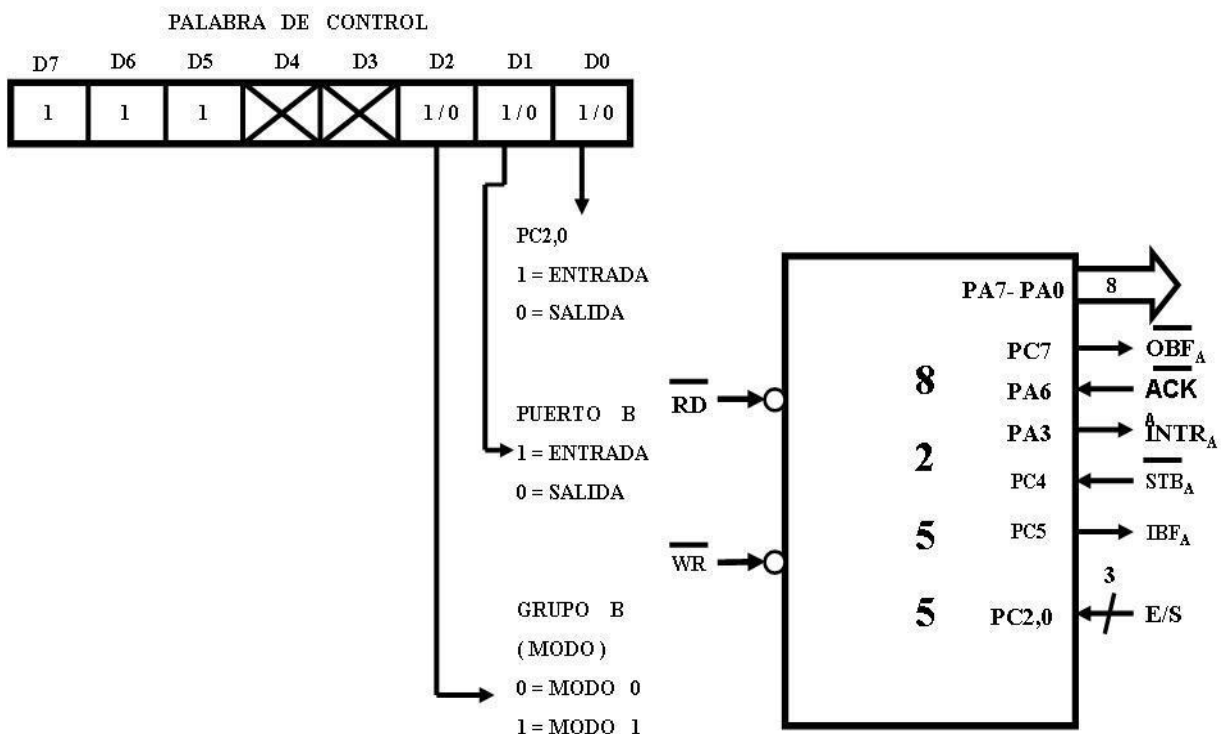 PALABRA DE CONTROL
D7 D6 D5 D4 D3 D2 D1 D0
1 1 1 1/0 1/0 1/0
PC2,0
1 = ENTRADA
0 = SALIDA
PUERTO B
1 = ENTRADA
0 = SALIDA
GRUPO B
( MODO )
0 = MODO 0
1 = MODO 1
RD
WR
8
2
5
5
PA7- PA0 8
PC7 OBFA
PA6 ACK
A
PA3 INTRA
PC4 STBA
PC5 IBFA
3
PC2,0 E/S